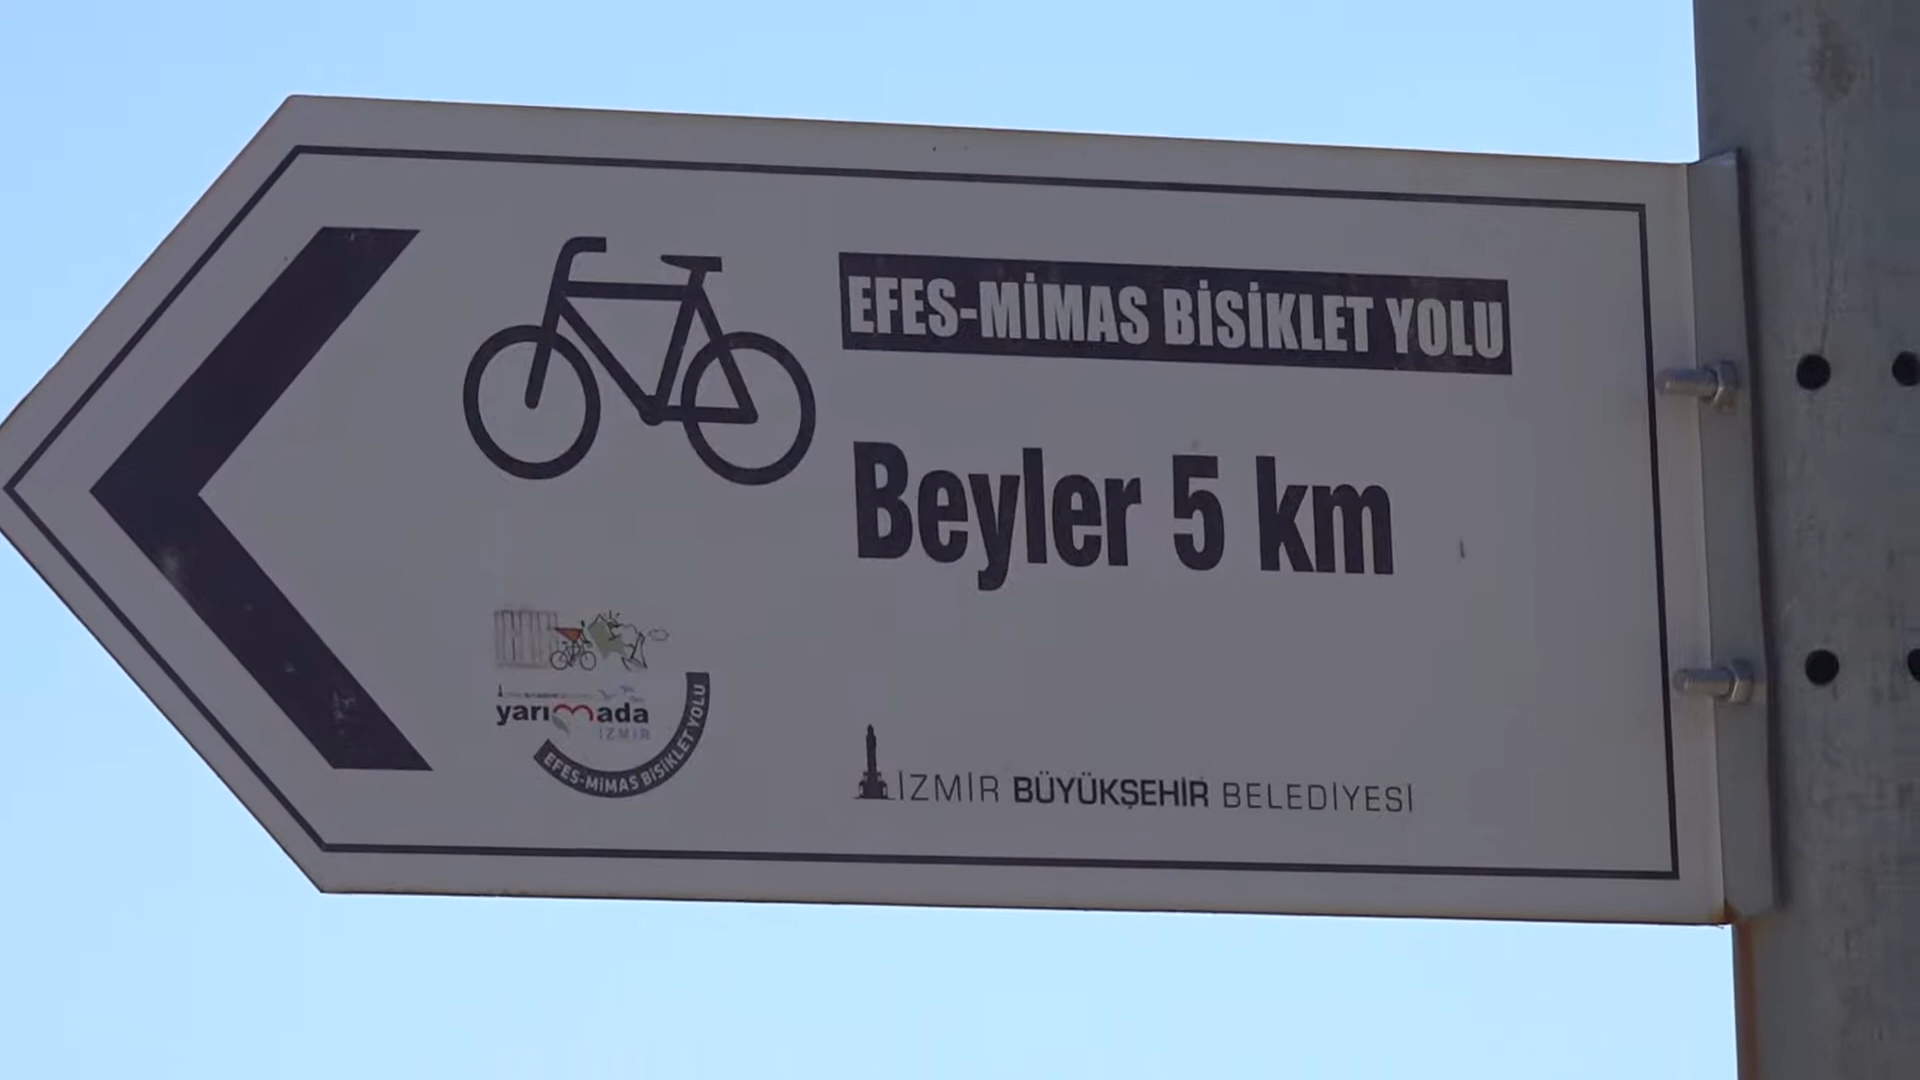 EFES-MİMAS BİSİKLET YOLU
Beyler 5 km
yarımada
İZMİR
EFES-MİMAS BİSİKLET YOLU
İZMİR BÜYÜKŞEHİR BELEDİYESİ